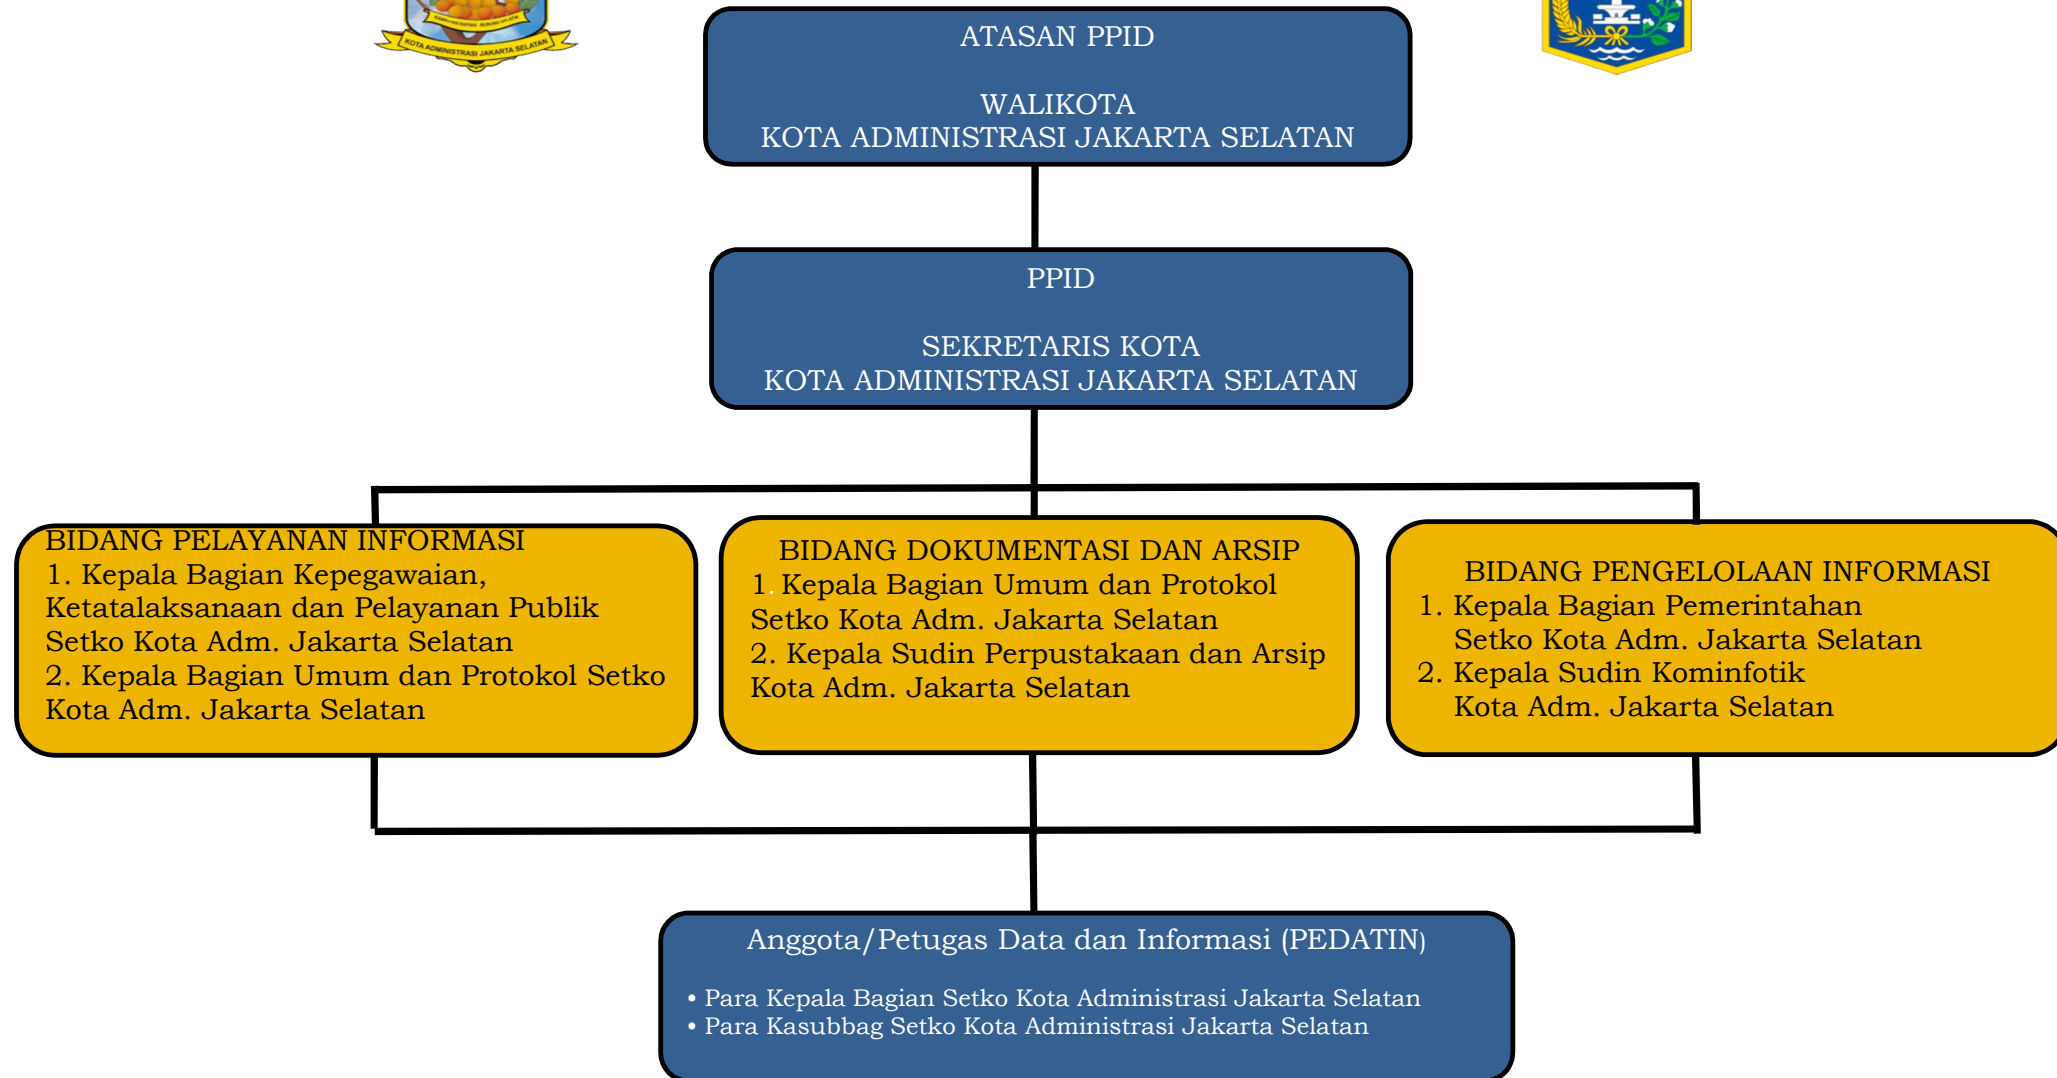 KOTA ADMINISTRASI JAKARTA SELATAN
ATASAN PPID
WALIKOTA
KOTA ADMINISTRASI JAKARTA SELATAN
PPID
SEKRETARIS KOTA
KOTA ADMINISTRASI JAKARTA SELATAN
BIDANG PELAYANAN INFORMASI
1. Kepala Bagian Kepegawaian,
Ketatalaksanaan dan Pelayanan Publik
Setko Kota Adm. Jakarta Selatan
2. Kepala Bagian Umum dan Protokol Setko
Kota Adm. Jakarta Selatan
BIDANG DOKUMENTASI DAN ARSIP
1. Kepala Bagian Umum dan Protokol
Setko Kota Adm. Jakarta Selatan
2. Kepala Sudin Perpustakaan dan Arsip
Kota Adm. Jakarta Selatan
BIDANG PENGELOLAAN INFORMASI
1. Kepala Bagian Pemerintahan
Setko Kota Adm. Jakarta Selatan
2. Kepala Sudin Kominfotik
Kota Adm. Jakarta Selatan
Anggota/Petugas Data dan Informasi (PEDATIN)
• Para Kepala Bagian Setko Kota Administrasi Jakarta Selatan
• Para Kasubbag Setko Kota Administrasi Jakarta Selatan